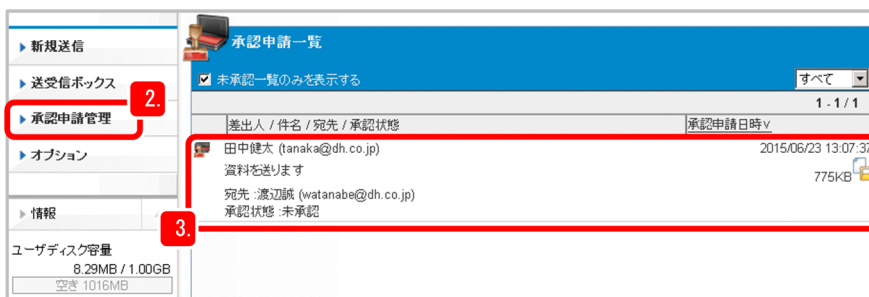 新規送信
送受信ボックス
2.
承認申請管理
オプション
情報
3.
ユーザディスク容量
8.29MB / 1.00GB
空き 1016MB
承認申請一覧
未承認一覧のみを表示する
すべて
1 - 1 / 1
差出人 / 件名 / 宛先 / 承認状態
承認申請日時∨
田中健太 (tanaka@dh.co.jp)
2015/06/23 13:07:37
資料を送ります
775KB
宛先 :渡辺誠 (watanabe@dh.co.jp)
承認状態 :未承認